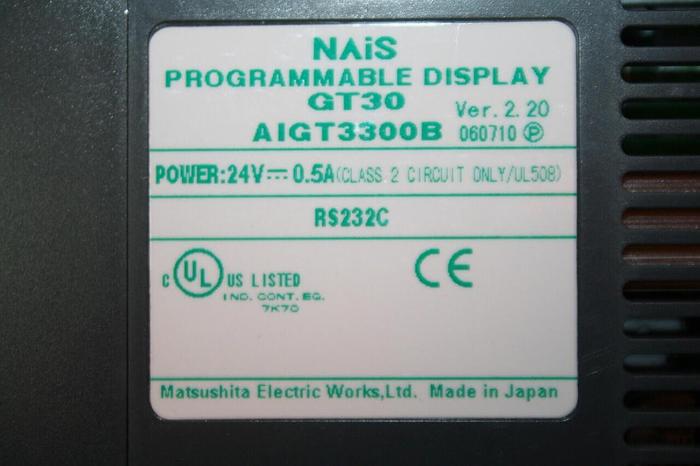 NAiS
PROGRAMMABLE DISPLAY
GT30
Ver. 2. 20
AIGT3300B 060710 Ⓟ
POWER:24V⎓0.5A(CLASS 2 CIRCUIT ONLY/UL508)
RS232C
C UL US LISTED
IND. CONT. EQ.
7K70
CE
Matsushita Electric Works,Ltd. Made in Japan